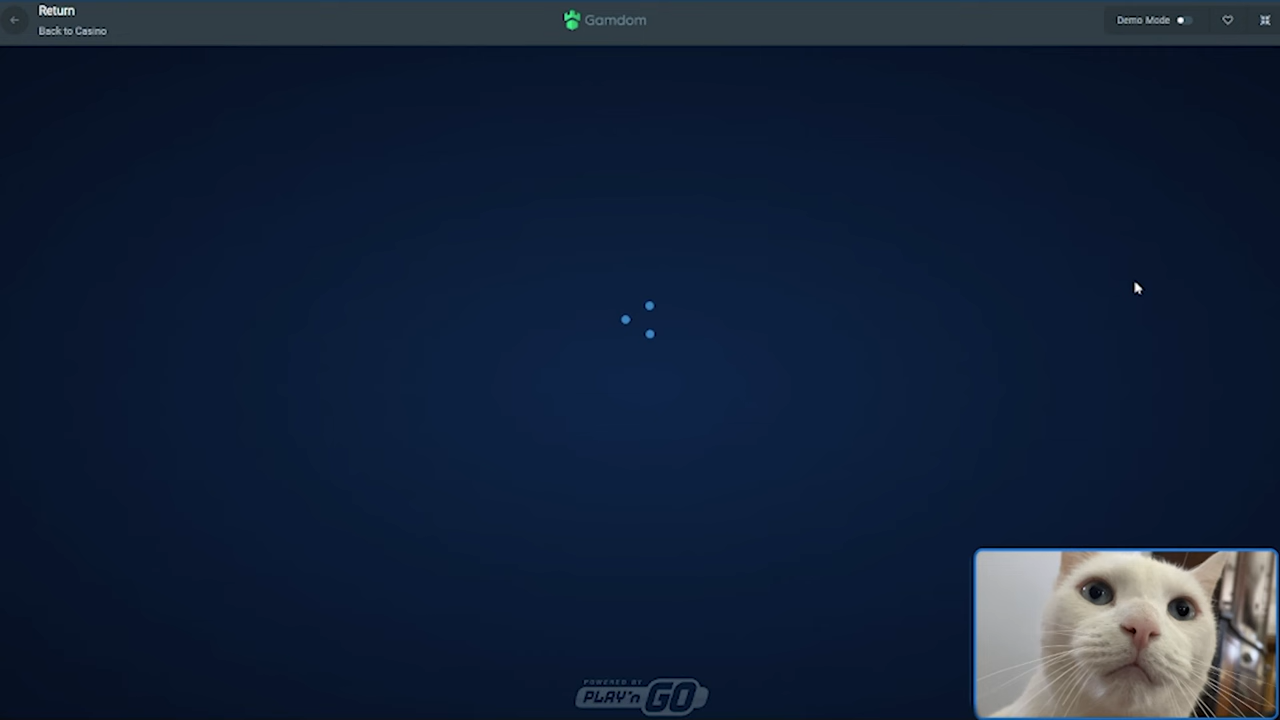 Return
Back to Casino
Gamdom
Demo Mode
POWERED BY
PLAY'n GO